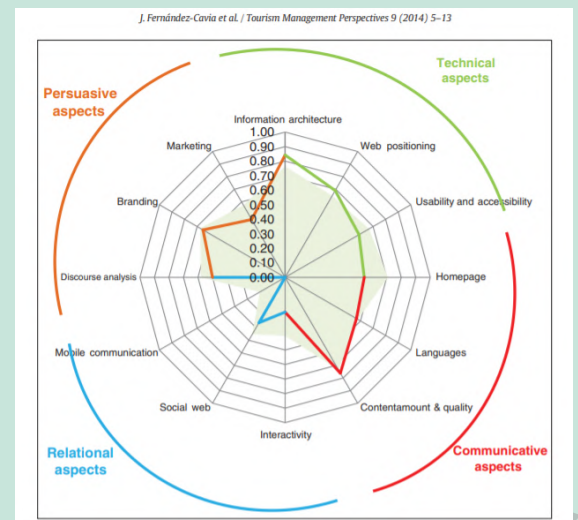 J. Fernández-Cavia et al. / Tourism Management Perspectives 9 (2014) 5–13
Technical
aspects
Persuasive
aspects
Information architecture
1.00
0.90
0.80
0.70
0.60
0.50
0.40
0.30
0.20
0.10
0.00
Marketing
Web positioning
Branding
Usability and accessibility
Discourse analysis
Homepage
Mobile communication
Languages
Social web
Contentamount & quality
Interactivity
Relational
aspects
Communicative
aspects